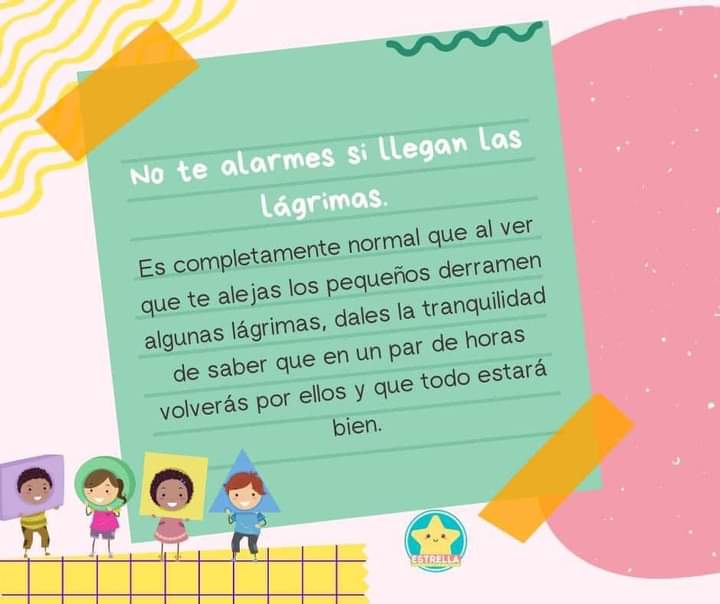 No te alarmes si llegan las
lágrimas.
Es completamente normal que al ver
que te alejas los pequeños derramen
algunas lágrimas, dales la tranquilidad
de saber que en un par de horas
volverás por ellos y que todo estará
bien.
ESTRELLA